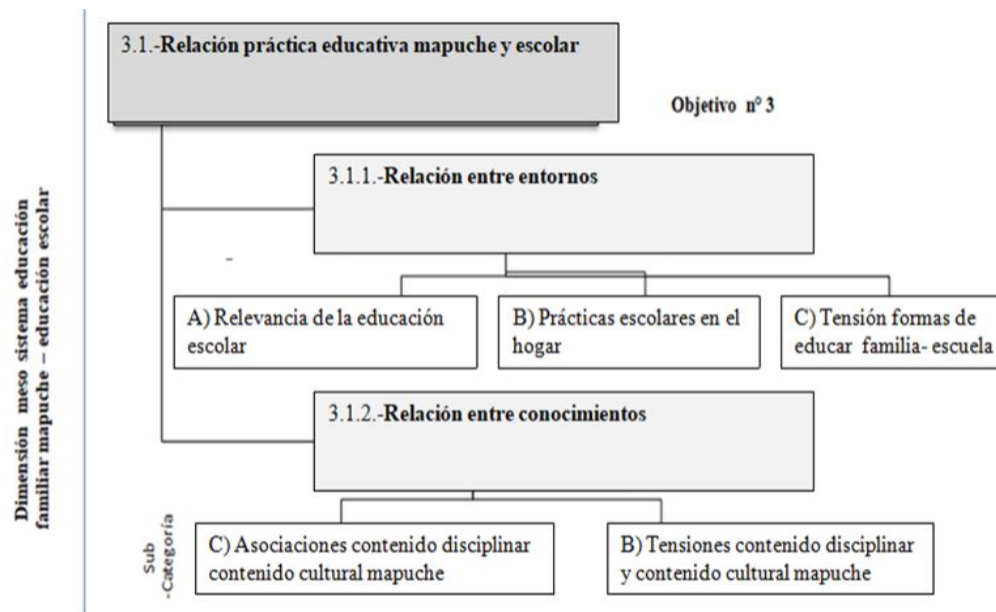 3.1.-Relación práctica educativa mapuche y escolar
Objetivo nº 3
3.1.1.-Relación entre entornos
A) Relevancia de la educación
escolar
B) Prácticas escolares en el
hogar
C) Tensión formas de
educar familia- escuela
3.1.2.-Relación entre conocimientos
C) Asociaciones contenido disciplinar
contenido cultural mapuche
B) Tensiones contenido disciplinar
y contenido cultural mapuche
Dimensión meso sistema educación
familiar mapuche – educación escolar
Sub
-Categoría